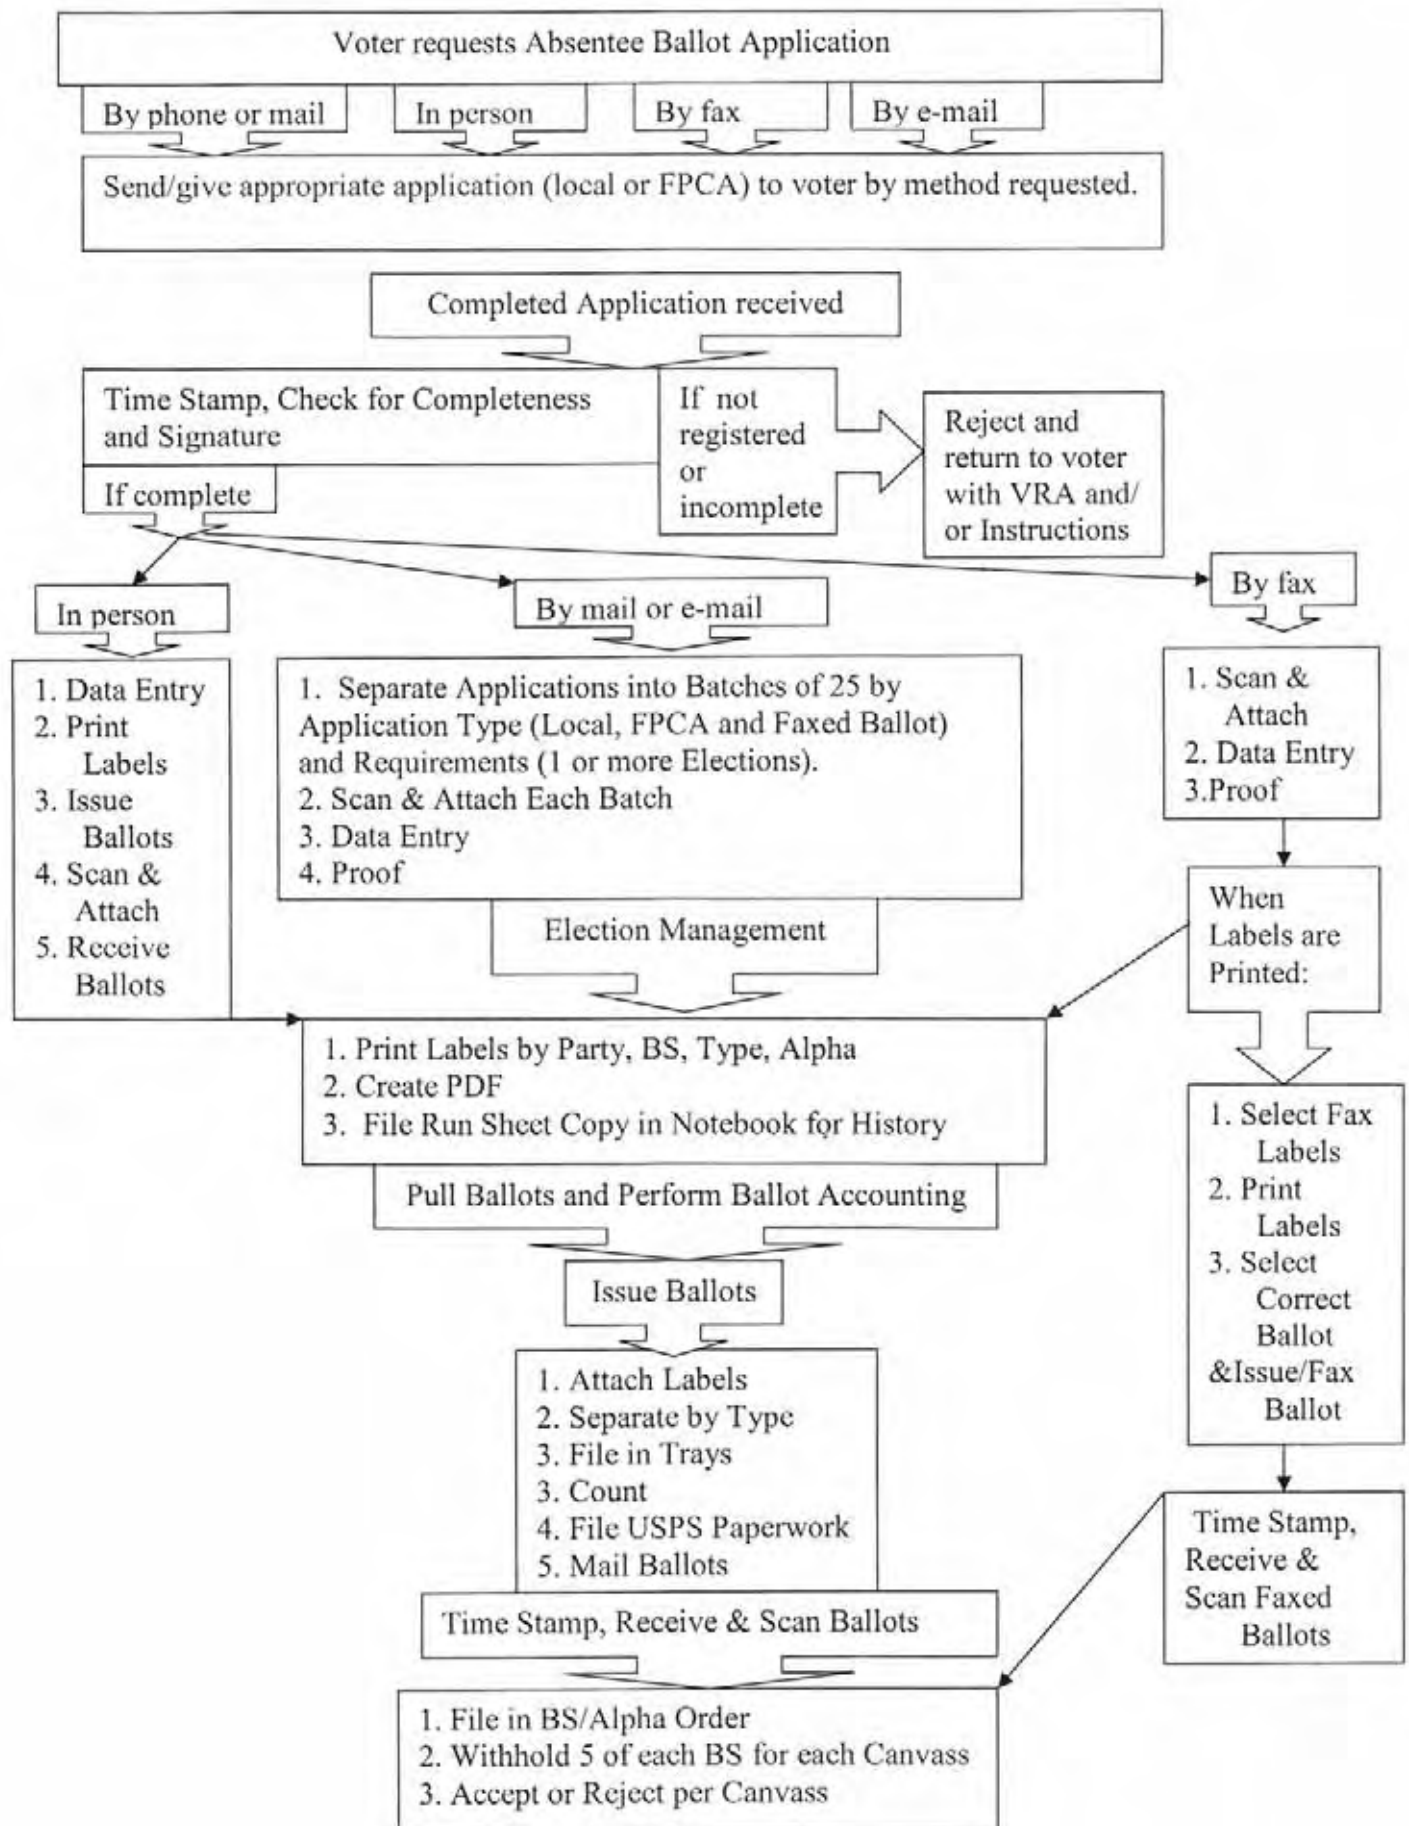 Voter requests Absentee Ballot Application
By phone or mail
In person
By fax
By e-mail
Send/give appropriate application (local or FPCA) to voter by method requested.
Completed Application received
Time Stamp, Check for Completeness
and Signature
If not
registered
or
incomplete
Reject and
return to voter
with VRA and/
or Instructions
If complete
In person
By mail or e-mail
By fax
1. Data Entry
2. Print
Labels
3. Issue
Ballots
4. Scan &
Attach
5. Receive
Ballots
1. Separate Applications into Batches of 25 by
Application Type (Local, FPCA and Faxed Ballot)
and Requirements (1 or more Elections).
2. Scan & Attach Each Batch
3. Data Entry
4. Proof
1. Scan &
Attach
2. Data Entry
3.Proof
Election Management
When
Labels are
Printed:
1. Print Labels by Party, BS, Type, Alpha
2. Create PDF
3. File Run Sheet Copy in Notebook for History
Pull Ballots and Perform Ballot Accounting
Issue Ballots
1. Select Fax
Labels
2. Print
Labels
3. Select
Correct
Ballot
&Issue/Fax
Ballot
1. Attach Labels
2. Separate by Type
3. File in Trays
3. Count
4. File USPS Paperwork
5. Mail Ballots
Time Stamp,
Receive &
Scan Faxed
Ballots
Time Stamp, Receive & Scan Ballots
1. File in BS/Alpha Order
2. Withhold 5 of each BS for each Canvass
3. Accept or Reject per Canvass